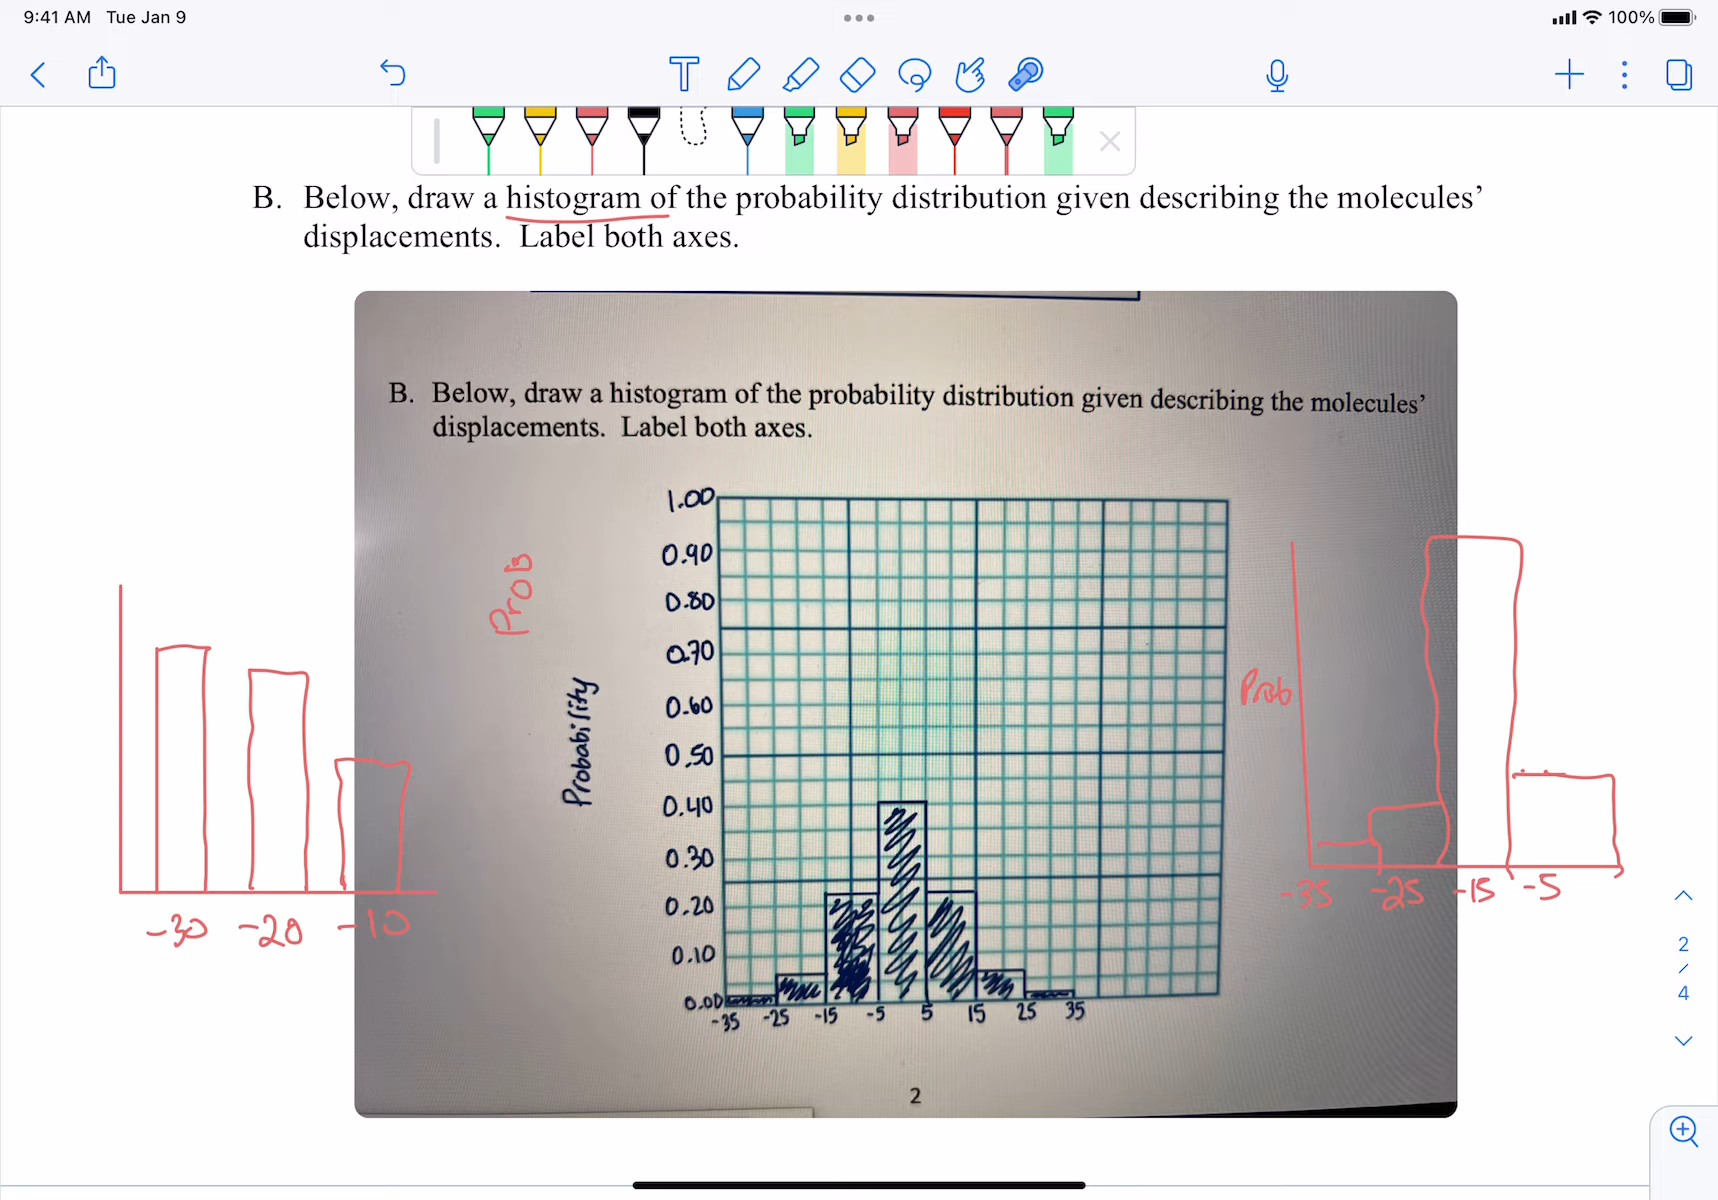 9:41 AM Tue Jan 9
100%
B. Below, draw a histogram of the probability distribution given describing the molecules’
displacements. Label both axes.
B. Below, draw a histogram of the probability distribution given describing the molecules’
displacements. Label both axes.
Prob
Probability
1.00
0.90
0.80
0.70
0.60
0.50
0.40
0.30
0.20
0.10
0.00
-35 -25 -15 -5 5 15 25 35
2
-30 -20 -10
Prob
-35 -25 -15 -5
2
/
4